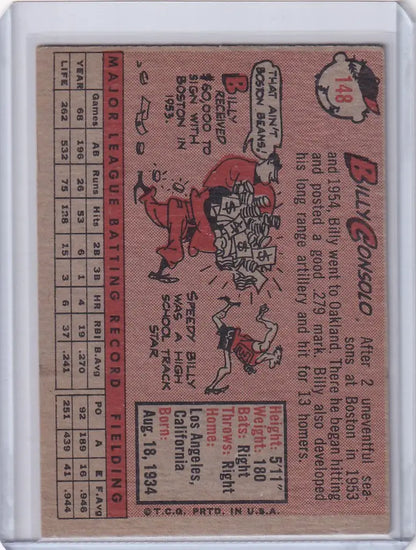 148
BILLY CONSOLO.
After 2 uneventful sea-
sons at Boston in 1953
and 1954, Billy went to Oakland. There he began hitting
and posted a good .279 mark. Billy also developed
his long range artillery and hit for 13 homers.
THAT AIN'T
BOSTON BEANS!
BILLY
RECEIVED
$60,000 TO
SIGN WITH
BOSTON IN
1953.
SPEEDY BILLY
WAS A HIGH
SCHOOL TRACK
STAR
Height: 5'11"
Weight: 180
Bats: Right
Throws: Right
Home:
Los Angeles,
California
Born:
Aug. 18, 1934
© T.C.G. PRTD. IN U.S.A.
MAJOR LEAGUE BATTING RECORD FIELDING
Games AB Runs Hits 2B 3B HR RBI B.Avg PO A E F.Avg
YEAR 68 196 26 53 6 1 4 19 .270 92 189 16 .946
LIFE 262 532 75 128 15 3 6 37 .241 251 439 41 .944